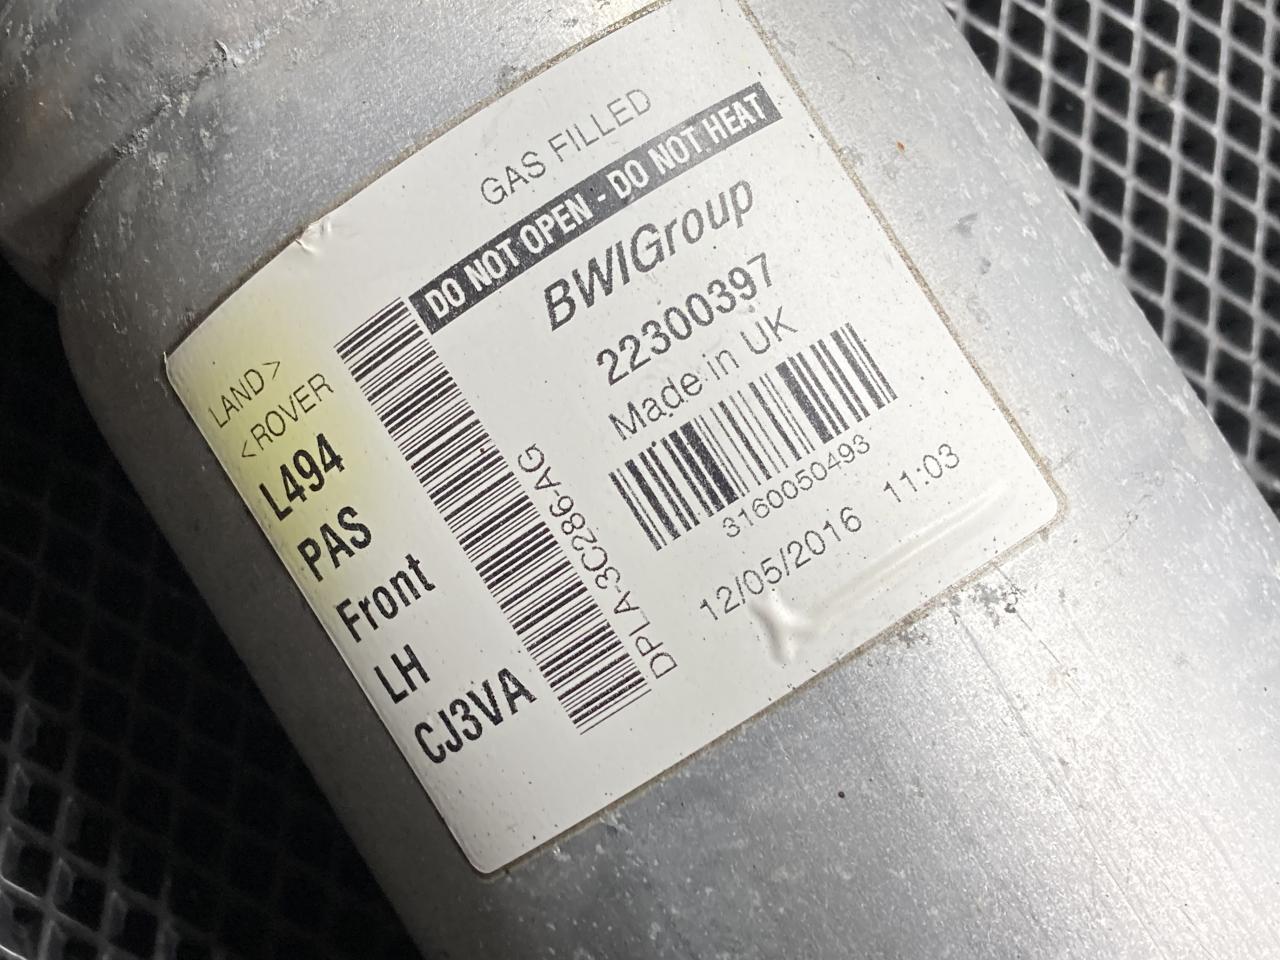 GAS FILLED
DO NOT OPEN - DO NOT HEAT
BWIGroup
22300397
Made in UK
3160050493
12/05/2016 11:03
DPLA-3C286-AG
LAND>
<ROVER
L494
PAS
Front
LH
CJ3VA